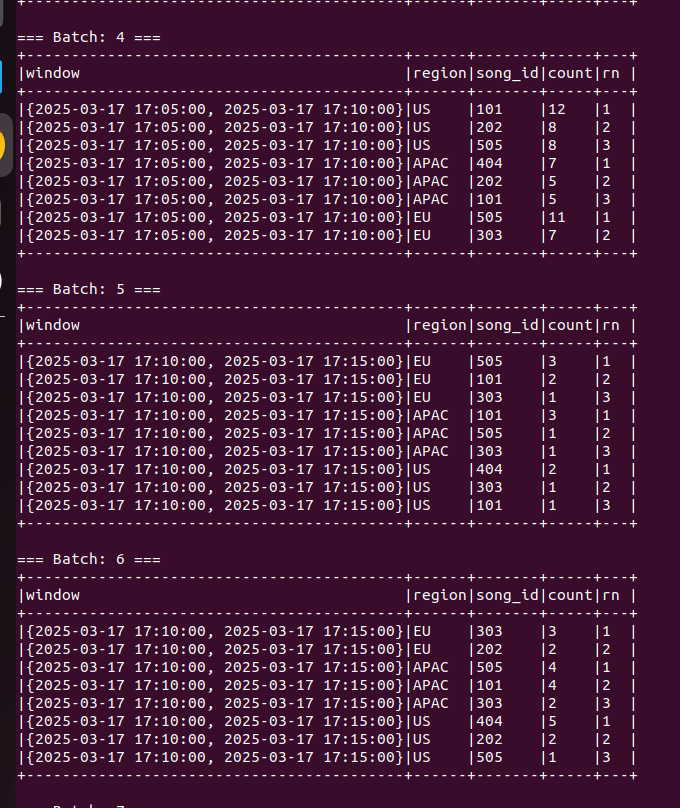 +------------------------------------------+------+-------+-----+---+
=== Batch: 4 ===
+------------------------------------------+------+-------+-----+---+
|window                                    |region|song_id|count|rn |
+------------------------------------------+------+-------+-----+---+
|{2025-03-17 17:05:00, 2025-03-17 17:10:00}|US    |101    |12   |1  |
|{2025-03-17 17:05:00, 2025-03-17 17:10:00}|US    |202    |8    |2  |
|{2025-03-17 17:05:00, 2025-03-17 17:10:00}|US    |505    |8    |3  |
|{2025-03-17 17:05:00, 2025-03-17 17:10:00}|APAC  |404    |7    |1  |
|{2025-03-17 17:05:00, 2025-03-17 17:10:00}|APAC  |202    |5    |2  |
|{2025-03-17 17:05:00, 2025-03-17 17:10:00}|APAC  |101    |5    |3  |
|{2025-03-17 17:05:00, 2025-03-17 17:10:00}|EU    |505    |11   |1  |
|{2025-03-17 17:05:00, 2025-03-17 17:10:00}|EU    |303    |7    |2  |
+------------------------------------------+------+-------+-----+---+
=== Batch: 5 ===
+------------------------------------------+------+-------+-----+---+
|window                                    |region|song_id|count|rn |
+------------------------------------------+------+-------+-----+---+
|{2025-03-17 17:10:00, 2025-03-17 17:15:00}|EU    |505    |3    |1  |
|{2025-03-17 17:10:00, 2025-03-17 17:15:00}|EU    |101    |2    |2  |
|{2025-03-17 17:10:00, 2025-03-17 17:15:00}|EU    |303    |1    |3  |
|{2025-03-17 17:10:00, 2025-03-17 17:15:00}|APAC  |101    |3    |1  |
|{2025-03-17 17:10:00, 2025-03-17 17:15:00}|APAC  |505    |1    |2  |
|{2025-03-17 17:10:00, 2025-03-17 17:15:00}|APAC  |303    |1    |3  |
|{2025-03-17 17:10:00, 2025-03-17 17:15:00}|US    |404    |2    |1  |
|{2025-03-17 17:10:00, 2025-03-17 17:15:00}|US    |303    |1    |2  |
|{2025-03-17 17:10:00, 2025-03-17 17:15:00}|US    |101    |1    |3  |
+------------------------------------------+------+-------+-----+---+
=== Batch: 6 ===
+------------------------------------------+------+-------+-----+---+
|window                                    |region|song_id|count|rn |
+------------------------------------------+------+-------+-----+---+
|{2025-03-17 17:10:00, 2025-03-17 17:15:00}|EU    |303    |3    |1  |
|{2025-03-17 17:10:00, 2025-03-17 17:15:00}|EU    |202    |2    |2  |
|{2025-03-17 17:10:00, 2025-03-17 17:15:00}|APAC  |505    |4    |1  |
|{2025-03-17 17:10:00, 2025-03-17 17:15:00}|APAC  |101    |4    |2  |
|{2025-03-17 17:10:00, 2025-03-17 17:15:00}|APAC  |303    |2    |3  |
|{2025-03-17 17:10:00, 2025-03-17 17:15:00}|US    |404    |5    |1  |
|{2025-03-17 17:10:00, 2025-03-17 17:15:00}|US    |202    |2    |2  |
|{2025-03-17 17:10:00, 2025-03-17 17:15:00}|US    |505    |1    |3  |
+------------------------------------------+------+-------+-----+---+